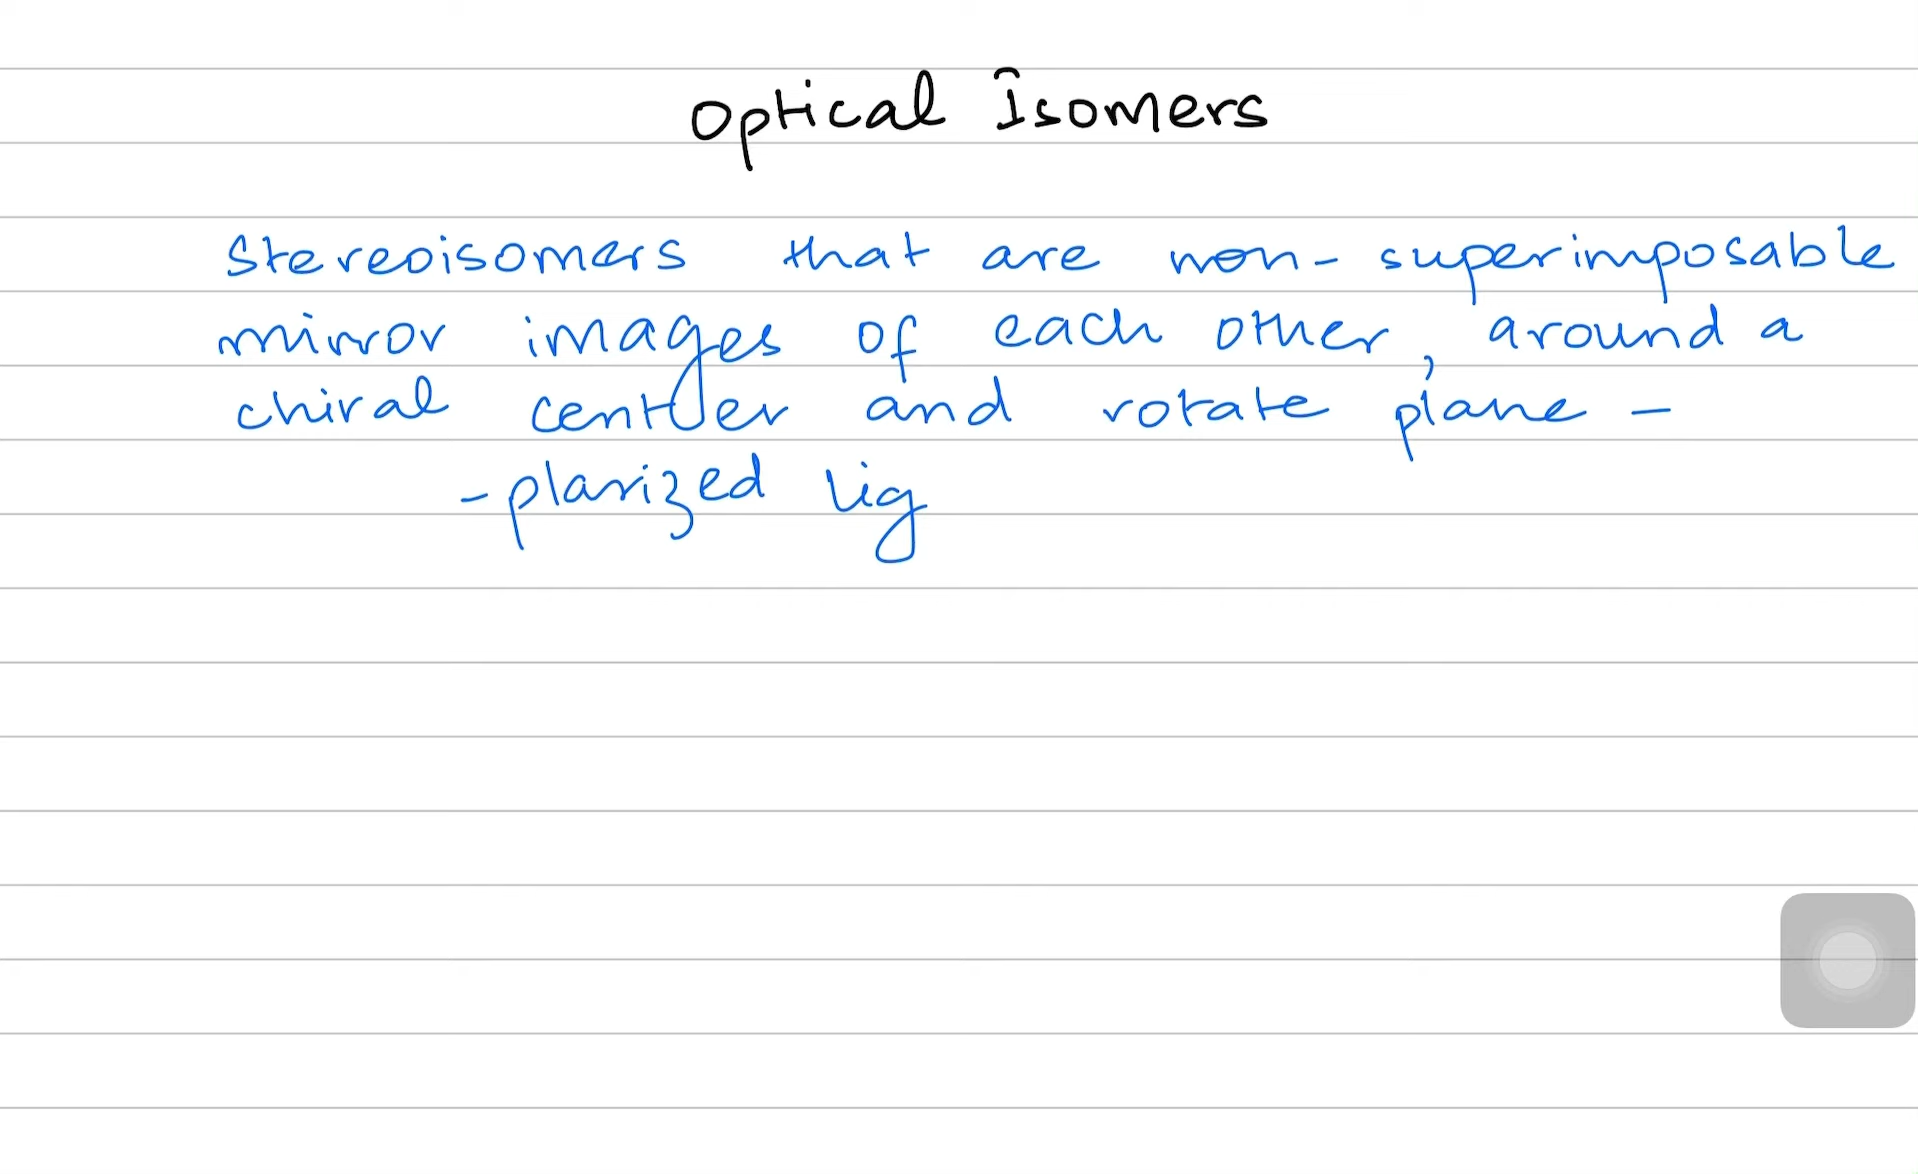 Optical Isomers
Stereoisomers that are non-superimposable
mirror images of each other, around a
chiral center and rotate plane -
- plarized lig